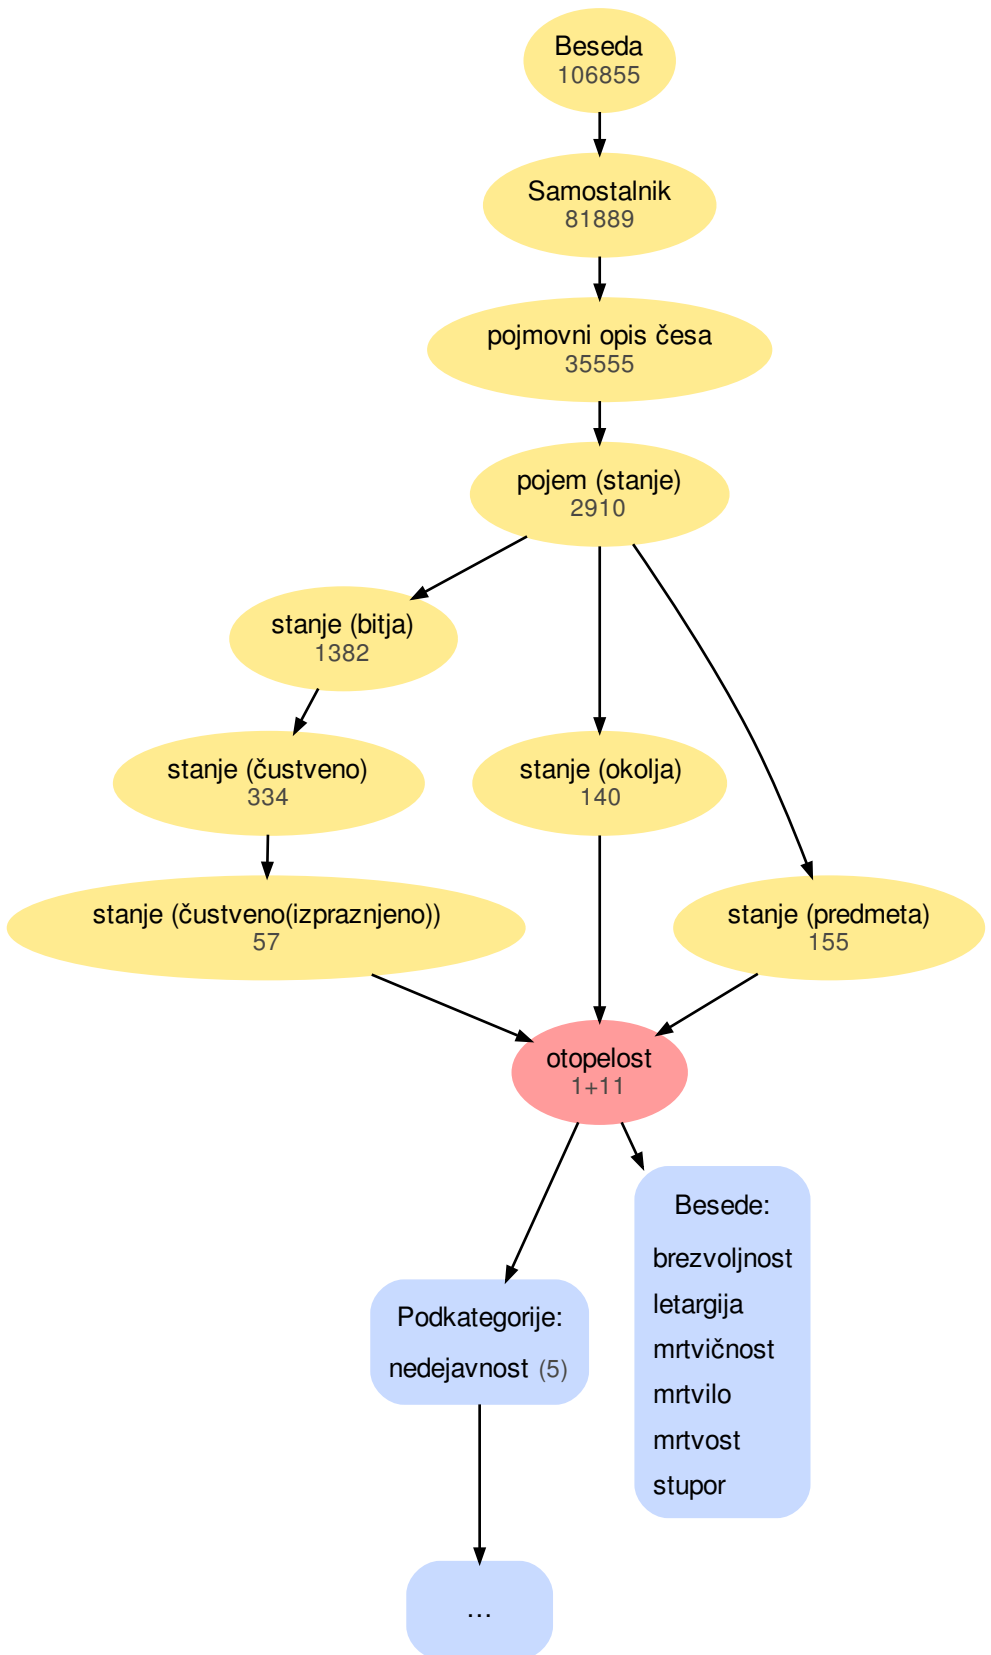 Beseda
106855
Samostalnik
81889
pojmovni opis česa
35555
pojem (stanje)
2910
stanje (bitja)
1382
stanje (čustveno)
334
stanje (okolja)
140
stanje (čustveno(izpraznjeno))
57
stanje (predmeta)
155
otopelost
1+11
Besede:
brezvoljnost
letargija
mrtvičnost
mrtvilo
mrtvost
stupor
Podkategorije:
nedejavnost (5)
...